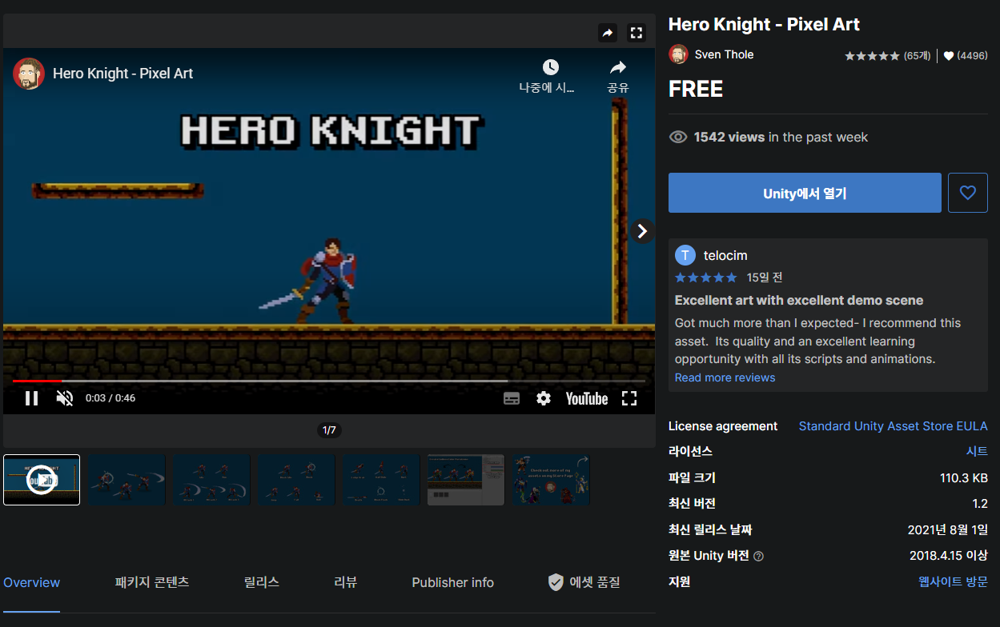 Hero Knight - Pixel Art
나중에 시...
공유
HERO KNIGHT
0:03 / 0:46
YouTube
1/7
Overview
패키지 콘텐츠
릴리스
리뷰
Publisher info
에셋 품질
Hero Knight - Pixel Art
Sven Thole
(65개)
(4496)
FREE
1542 views in the past week
Unity에서 열기
T
telocim
15일 전
Excellent art with excellent demo scene
Got much more than I expected- I recommend this
asset. Its quality and an excellent learning
opportunity with all its scripts and animations.
Read more reviews
License agreement
Standard Unity Asset Store EULA
라이선스
시트
파일 크기
110.3 KB
최신 버전
1.2
최신 릴리스 날짜
2021년 8월 1일
원본 Unity 버전
2018.4.15 이상
지원
웹사이트 방문